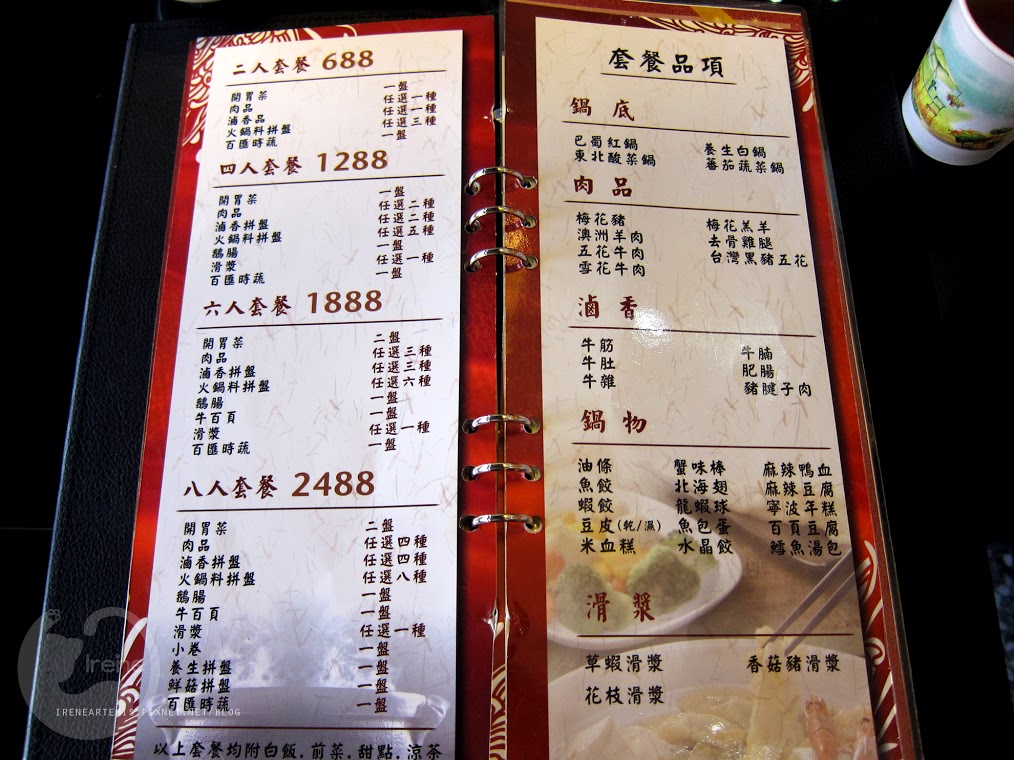 二人套餐 688
開胃菜 一盤
肉品 任選一種
滷香品 任選一種
火鍋料拼盤 任選三種
百匯時蔬 一盤
四人套餐 1288
開胃菜 一盤
肉品 任選二種
滷香拼盤 任選二種
火鍋料拼盤 任選五種
鵝腸 一盤
滑漿 任選一種
百匯時蔬 一盤
六人套餐 1888
開胃菜 二盤
肉品 任選三種
滷香拼盤 任選三種
火鍋料拼盤 任選六種
鵝腸 一盤
牛百頁 一盤
滑漿 任選一種
百匯時蔬 一盤
八人套餐 2488
開胃菜 二盤
肉品 任選四種
滷香拼盤 任選四種
火鍋料拼盤 任選八種
鵝腸 一盤
牛百頁 一盤
滑漿 任選一種
小卷 一盤
養生拼盤 一盤
鮮菇拼盤 一盤
百匯時蔬 一盤
以上套餐均附白飯.前菜.甜點.涼茶
套餐品項
鍋底
巴蜀紅鍋 養生白鍋
東北酸菜鍋 蕃茄蔬菜鍋
肉品
梅花豬 梅花羔羊
澳洲羊肉 去骨雞腿
五花牛肉 台灣黑豬五花
雪花牛肉
滷香
牛筋 牛腩
牛肚 肥腸
牛雜 豬腱子肉
鍋物
油條 蟹味棒 麻辣鴨血
魚餃 北海翅 麻辣豆腐
蝦餃 龍蝦球 寧波年糕
豆皮(乾/濕) 魚包蛋 百頁豆腐
米血糕 水晶餃 鱈魚湯包
滑漿
草蝦滑漿 香菇豬滑漿
花枝滑漿
Irene
IRENEARTEMIS.PIXNET.NET/BLOG